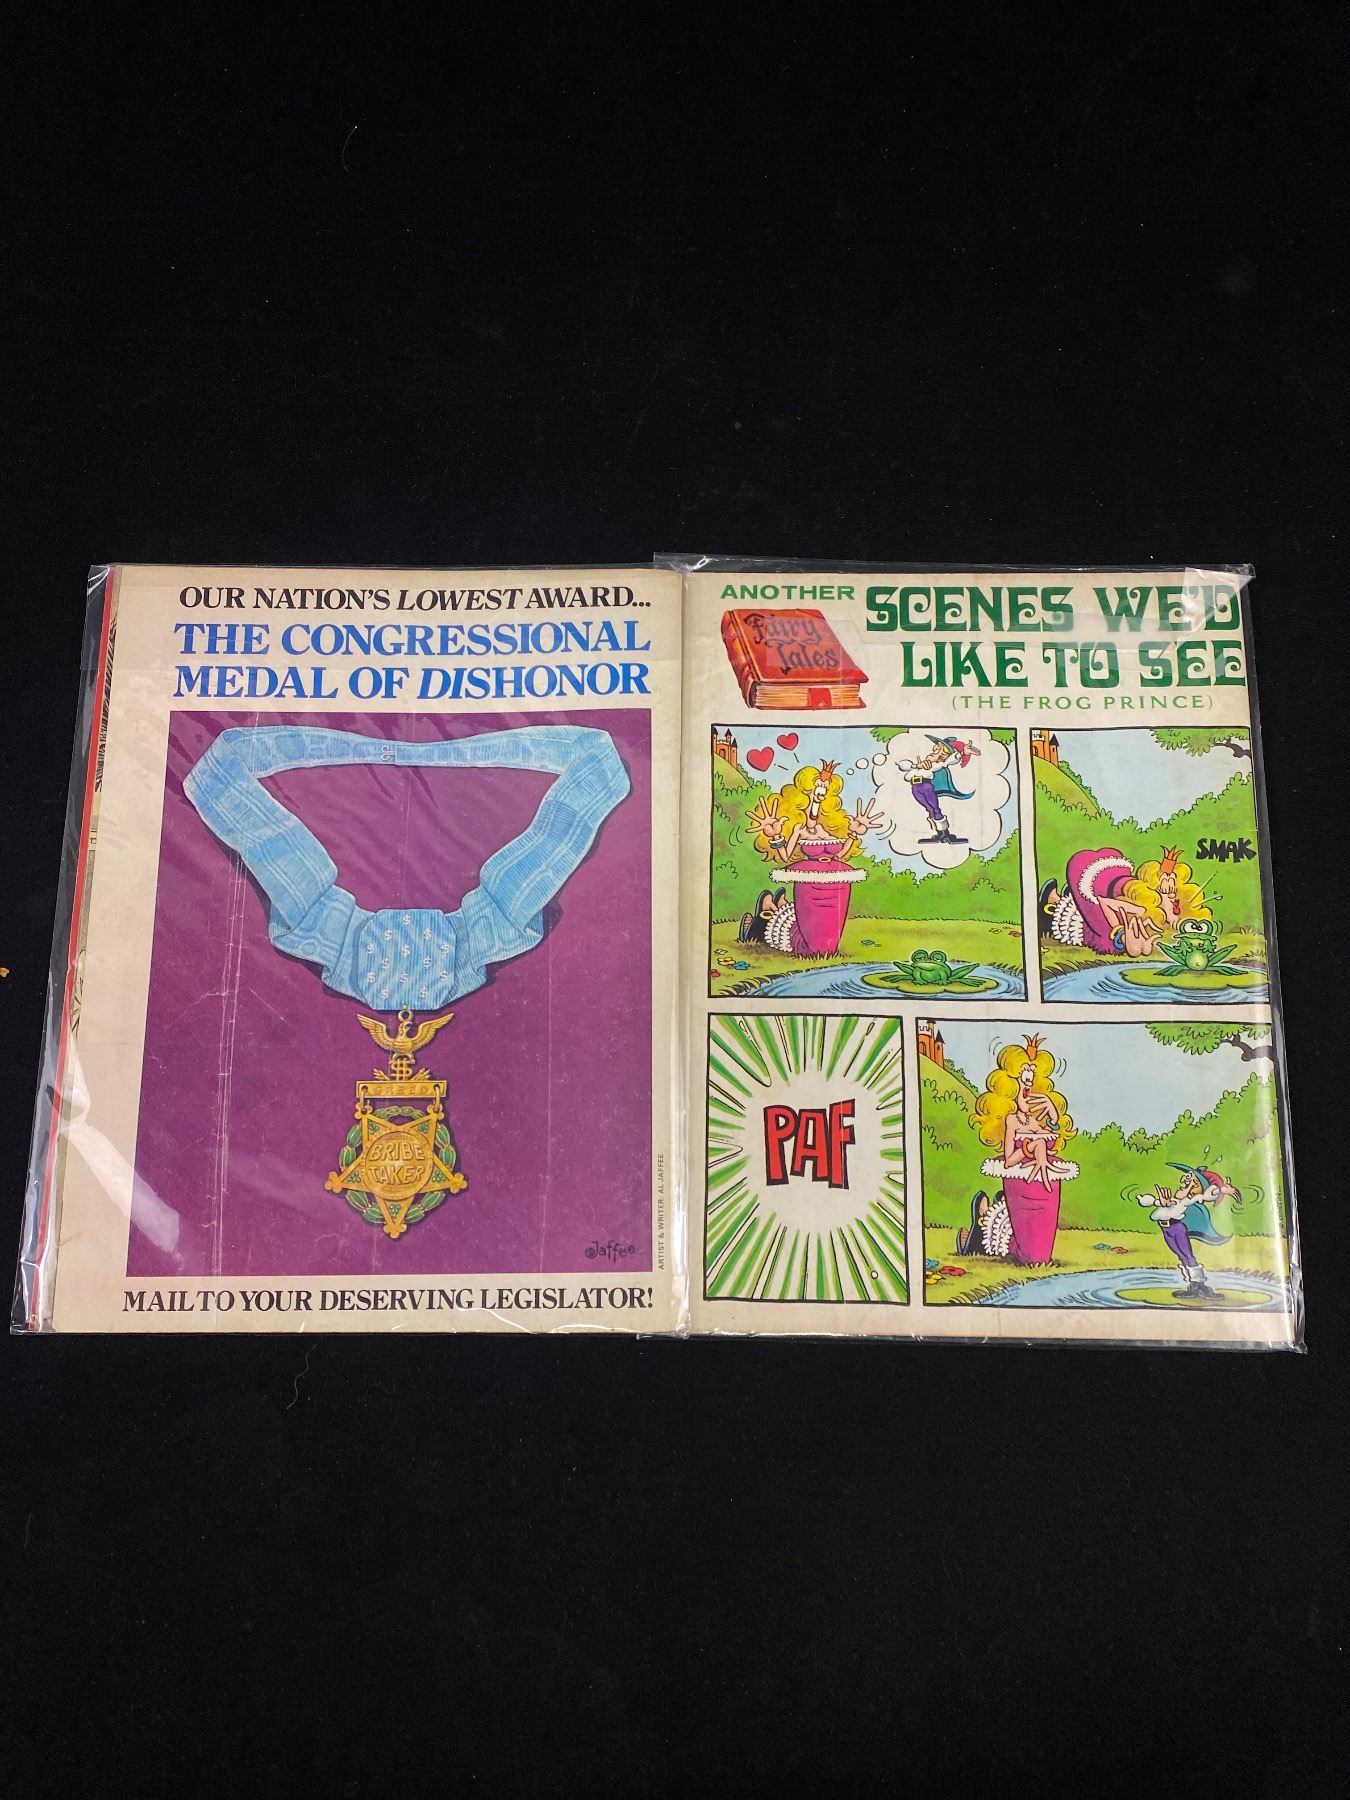 OUR NATION'S LOWEST AWARD...
THE CONGRESSIONAL
MEDAL OF DISHONOR
$ $ $ $ $ $ $ $ $ $ $ $
GREED
BRIBE
TAKER
©Jaffee
ARTIST & WRITER: AL JAFFEE
MAIL TO YOUR DESERVING LEGISLATOR!
ANOTHER
Fairy
Tales
SCENES WE'D
LIKE TO SEE
(THE FROG PRINCE)
SMAK
PAF